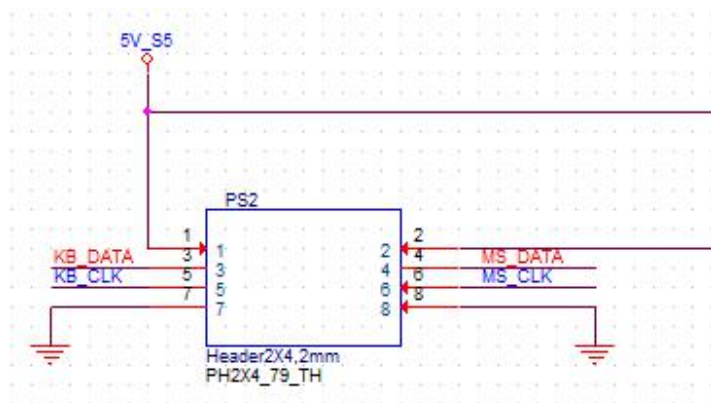 5V_S5
PS2
1 1 2 2
KB_DATA 3 3 4 4 MS_DATA
KB_CLK 5 5 6 6 MS_CLK
7 7 8 8
Header2X4,2mm
PH2X4_79_TH